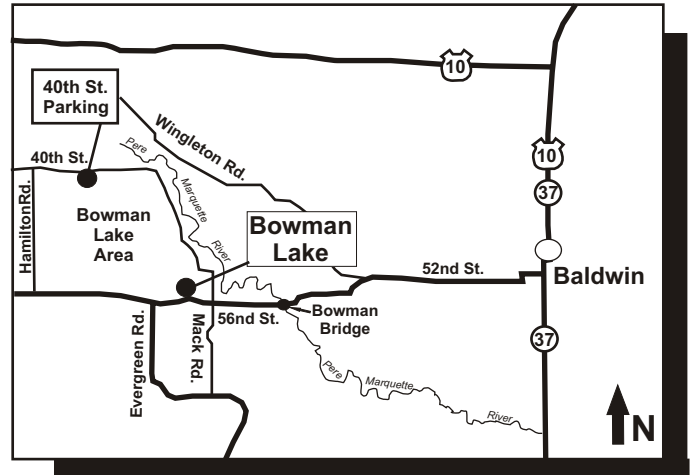 10
40th St.
Parking
Wingleton Rd.
10
37
40th St.
Pere
Marquette
River
HamiltonRd.
Bowman
Lake
Area
Bowman
Lake
52nd St.
Baldwin
56nd St.
Bowman
Bridge
Evergreen Rd.
Mack Rd.
37
Pere
Marquette
River
N